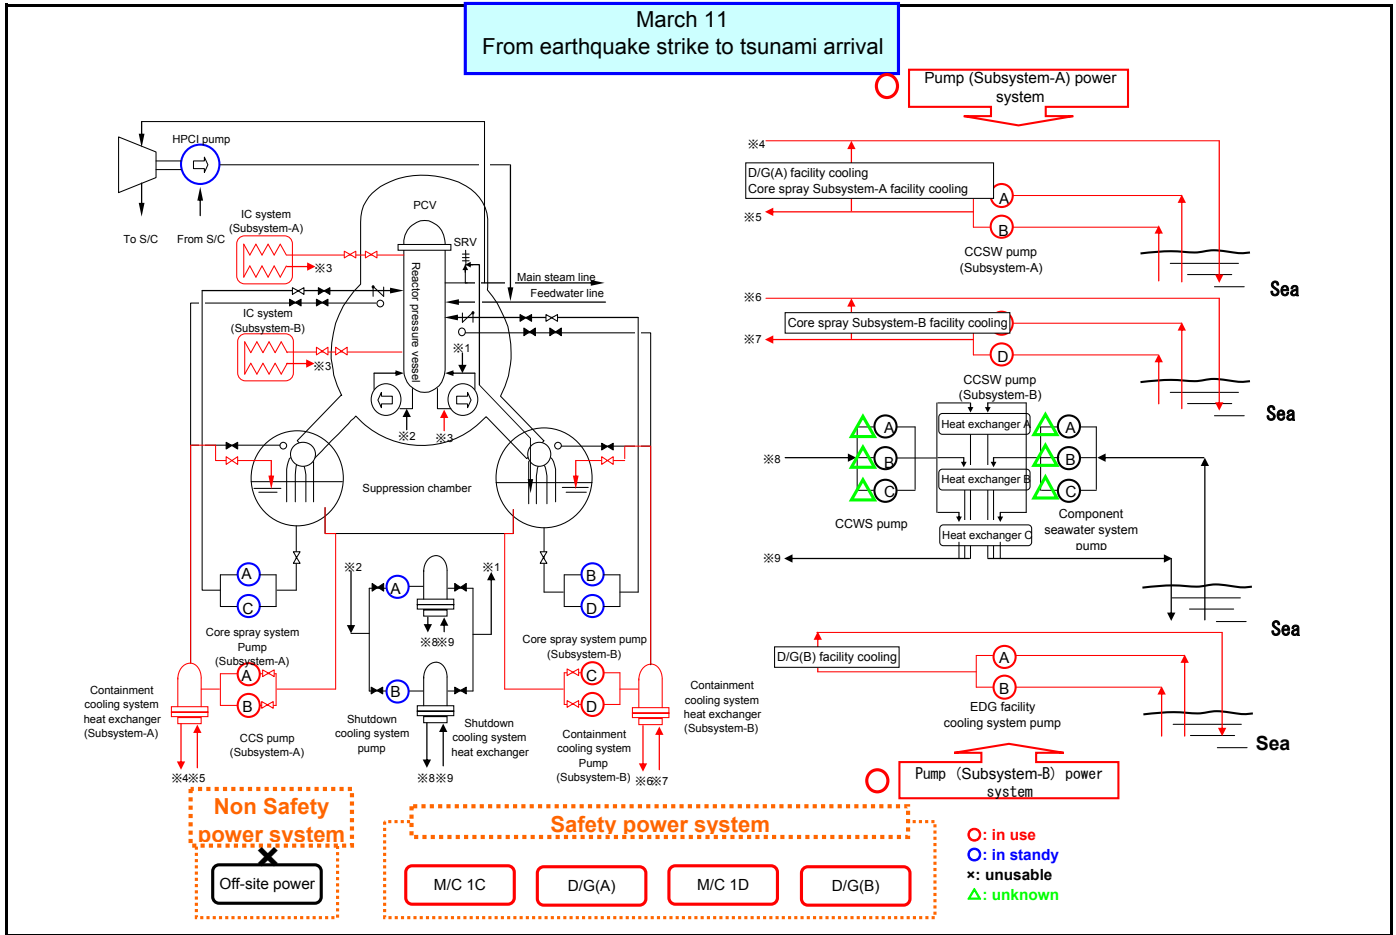 March 11
From earthquake strike to tsunami arrival
Pump (Subsystem-A) power
system
HPCI pump
To S/C
From S/C
IC system
(Subsystem-A)
※3
PCV
SRV
Main steam line
Feedwater line
Reactor pressure vessel
IC system
(Subsystem-B)
※3
※1
※2
※3
Suppression chamber
A
C
Core spray system
Pump
(Subsystem-A)
※2
※1
A
※8※9
B
※8※9
Shutdown
cooling system
pump
Shutdown
cooling system
heat exchanger
B
D
Core spray system pump
(Subsystem-B)
Containment
cooling system
heat exchanger
(Subsystem-A)
A
B
CCS pump
(Subsystem-A)
※4※5
C
D
Containment
cooling system
Pump
(Subsystem-B)
Containment
cooling system
heat exchanger
(Subsystem-B)
※6※7
※4
D/G(A) facility cooling
Core spray Subsystem-A facility cooling
※5
A
B
CCSW pump
(Subsystem-A)
Sea
※6
Core spray Subsystem-B facility cooling
※7
D
CCSW pump
(Subsystem-B)
Sea
※8
A
B
C
CCWS pump
Heat exchanger A
Heat exchanger B
Heat exchanger C
A
B
C
Component
seawater system
pump
※9
Sea
D/G(B) facility cooling
A
B
EDG facility
cooling system pump
Sea
Pump (Subsystem-B) power
system
Non Safety
power system
Off-site power
Safety power system
M/C 1C
D/G(A)
M/C 1D
D/G(B)
O: in use
O: in standy
×: unusable
△: unknown